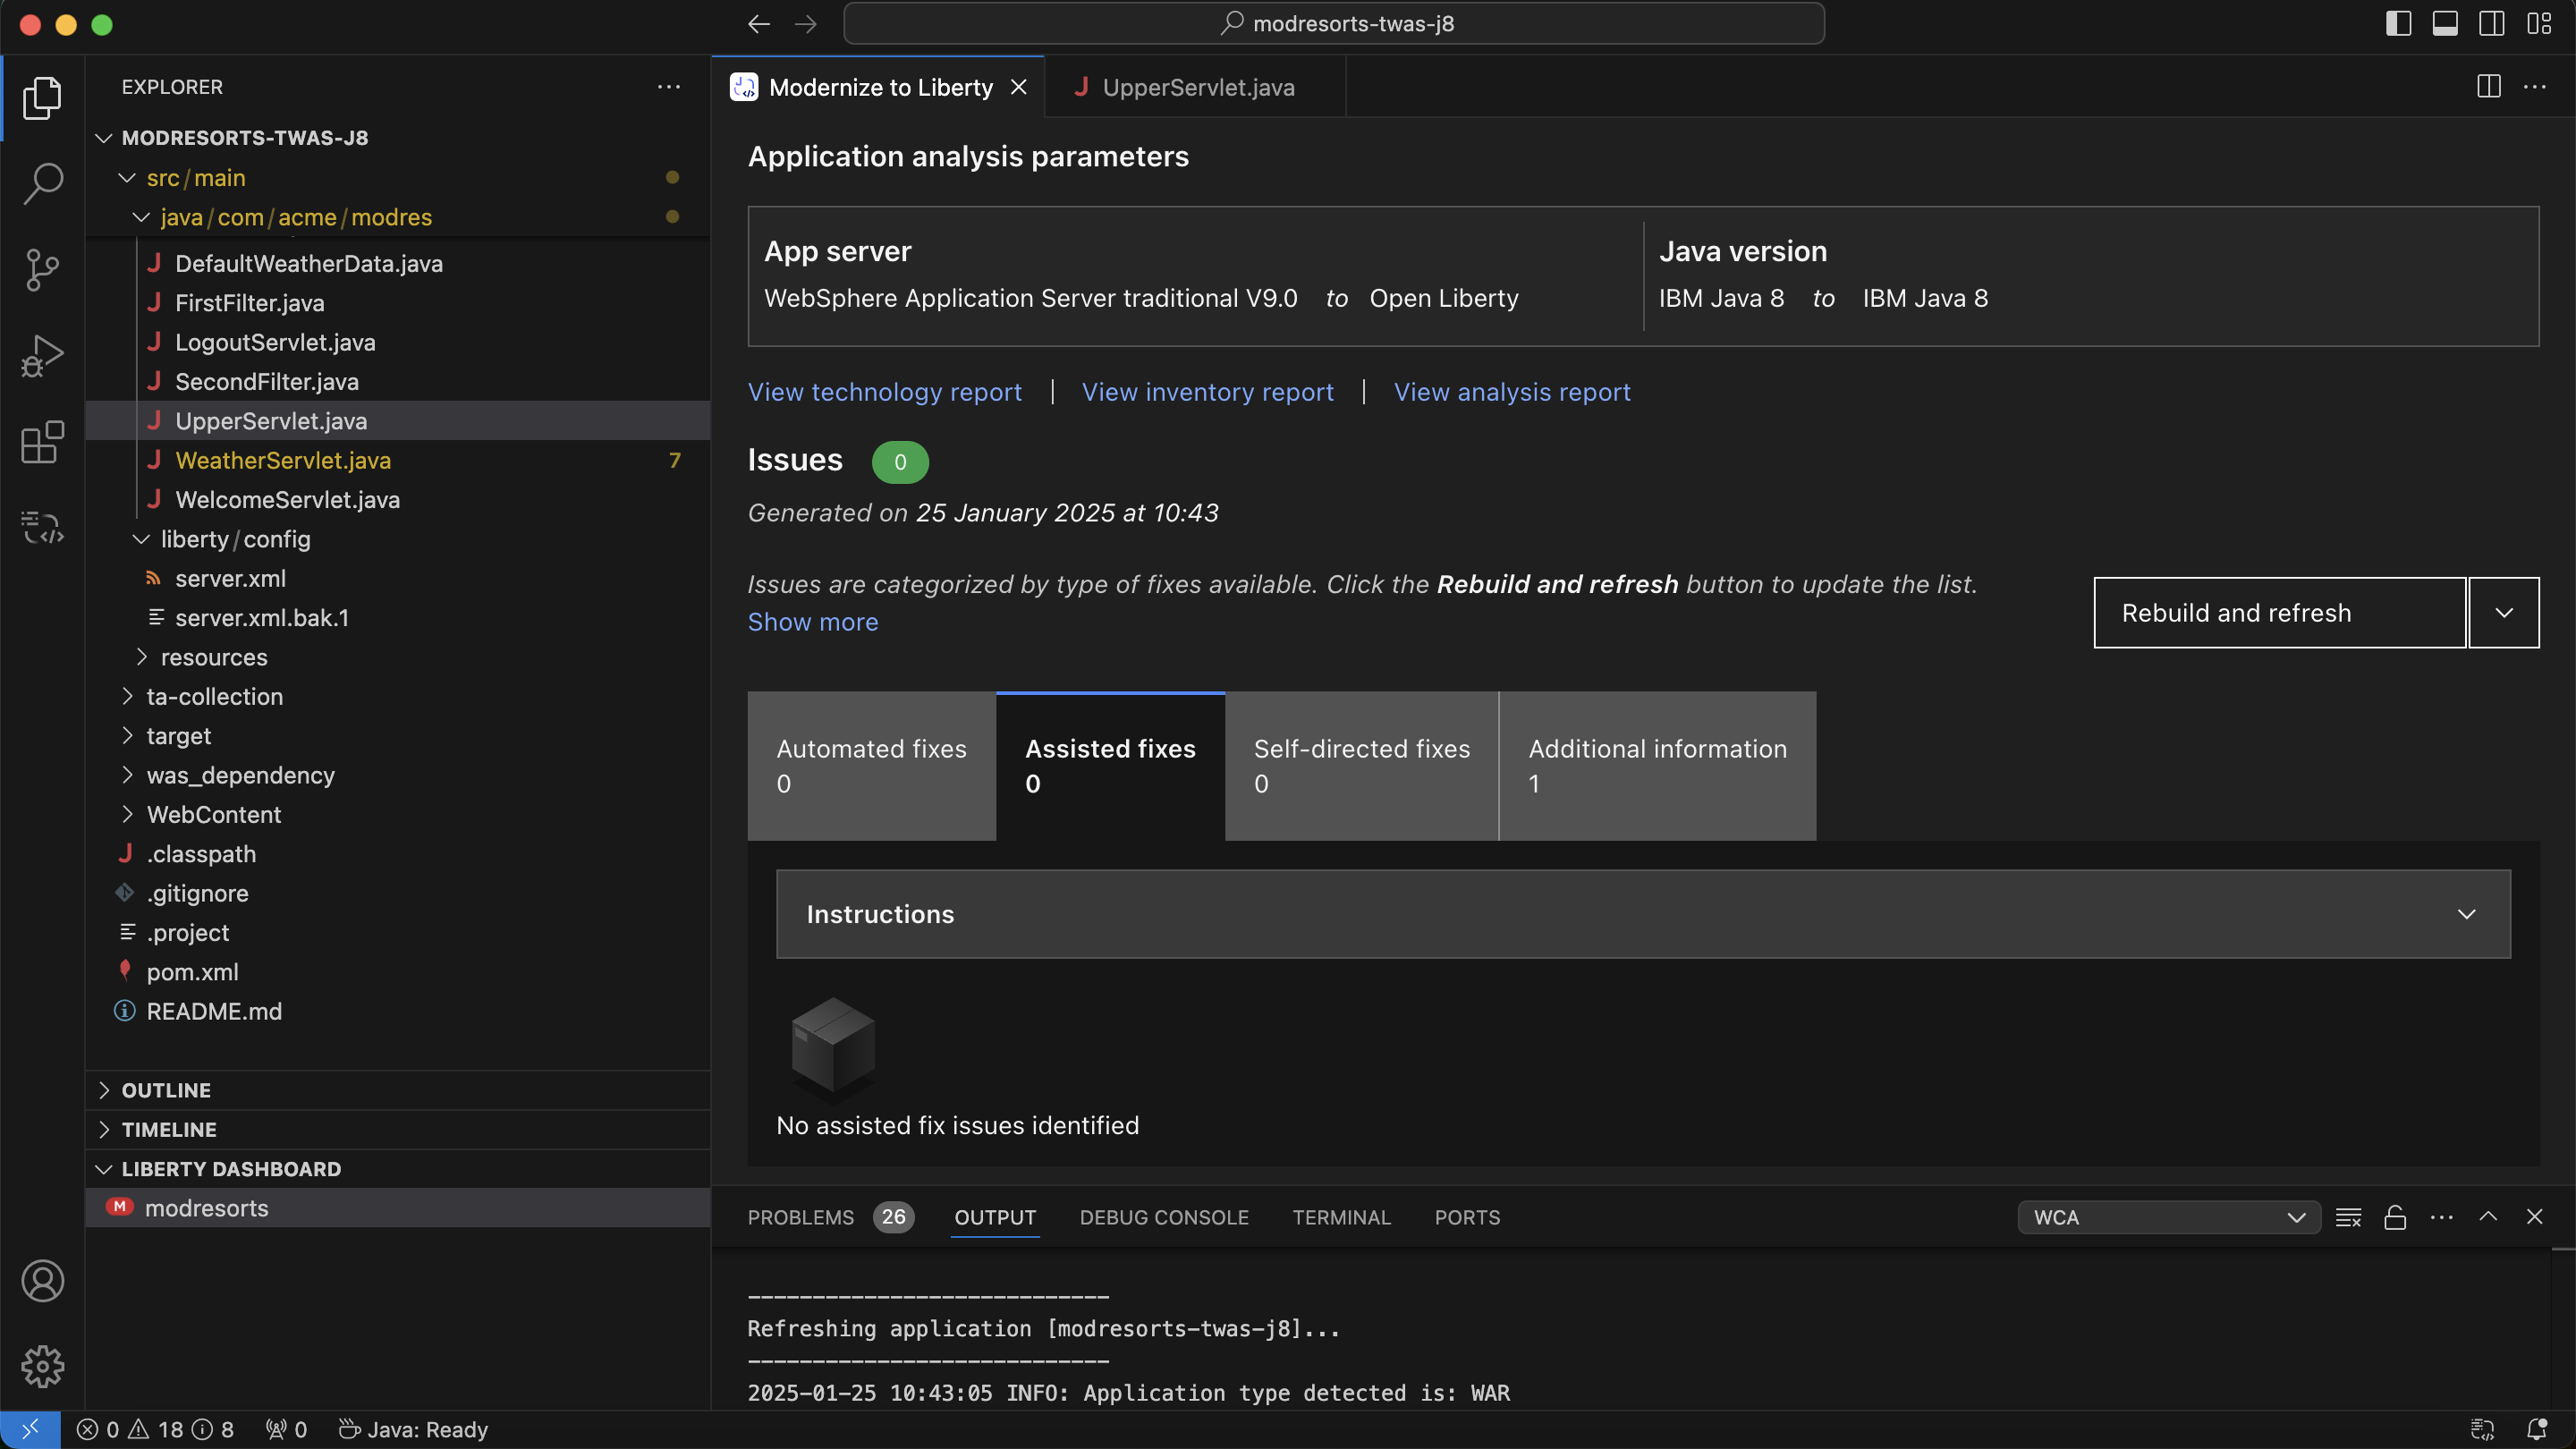 modresorts-twas-j8
EXPLORER
MODRESORTS-TWAS-J8
src/main
java/com/acme/modres
DefaultWeatherData.java
FirstFilter.java
LogoutServlet.java
SecondFilter.java
UpperServlet.java
WeatherServlet.java 7
WelcomeServlet.java
liberty/config
server.xml
server.xml.bak.1
resources
ta-collection
target
was_dependency
WebContent
.classpath
.gitignore
.project
pom.xml
README.md
OUTLINE
TIMELINE
LIBERTY DASHBOARD
M modresorts
Modernize to Liberty
UpperServlet.java
Application analysis parameters
App server
WebSphere Application Server traditional V9.0 to Open Liberty
Java version
IBM Java 8 to IBM Java 8
View technology report | View inventory report | View analysis report
Issues 0
Generated on 25 January 2025 at 10:43
Issues are categorized by type of fixes available. Click the Rebuild and refresh button to update the list.
Show more
Rebuild and refresh
Automated fixes
0
Assisted fixes
0
Self-directed fixes
0
Additional information
1
Instructions
No assisted fix issues identified
PROBLEMS 26 OUTPUT DEBUG CONSOLE TERMINAL PORTS WCA
----------------------------
Refreshing application [modresorts-twas-j8]...
----------------------------
2025-01-25 10:43:05 INFO: Application type detected is: WAR
0 18 8 0 Java: Ready